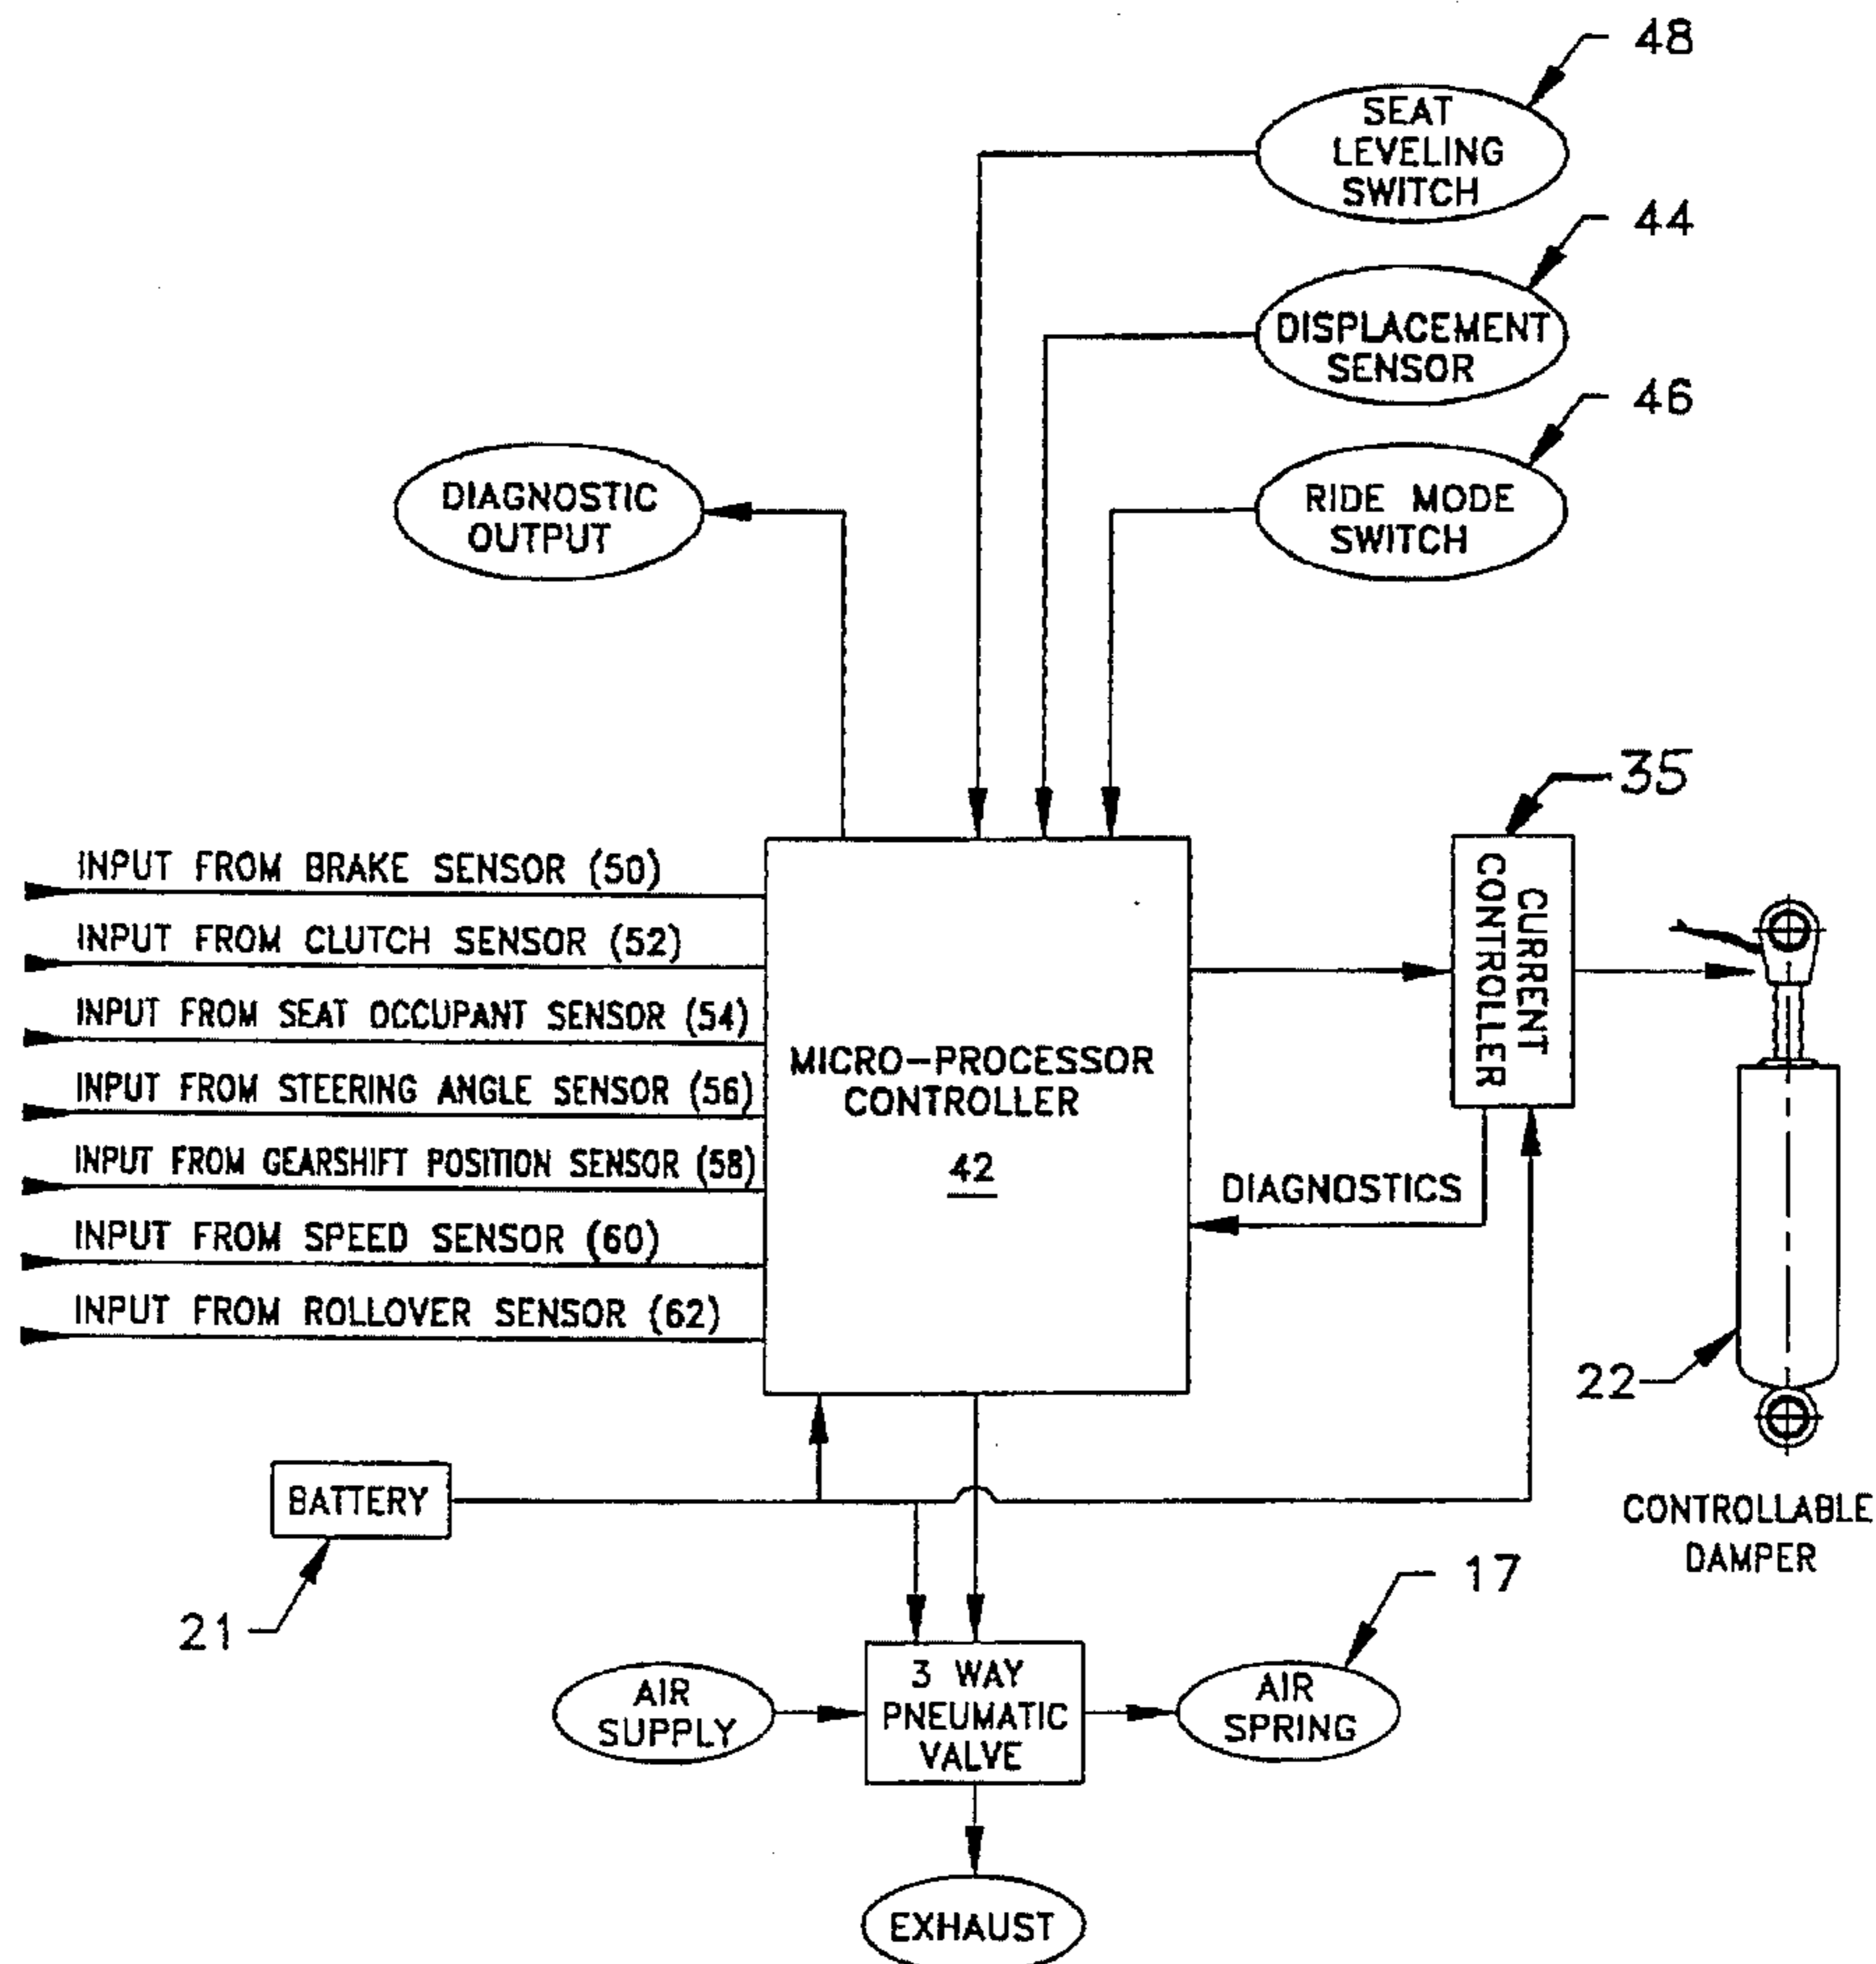 48
SEAT
LEVELING
SWITCH
44
DISPLACEMENT
SENSOR
46
RIDE MODE
SWITCH
DIAGNOSTIC
OUTPUT
35
CURRENT
CONTROLLER
INPUT FROM BRAKE SENSOR (50)
INPUT FROM CLUTCH SENSOR (52)
INPUT FROM SEAT OCCUPANT SENSOR (54)
INPUT FROM STEERING ANGLE SENSOR (56)
INPUT FROM GEARSHIFT POSITION SENSOR (58)
INPUT FROM SPEED SENSOR (60)
INPUT FROM ROLLOVER SENSOR (62)
MICRO-PROCESSOR
CONTROLLER
42
DIAGNOSTICS
22
CONTROLLABLE
DAMPER
BATTERY
21
17
AIR
SUPPLY
3 WAY
PNEUMATIC
VALVE
AIR
SPRING
EXHAUST